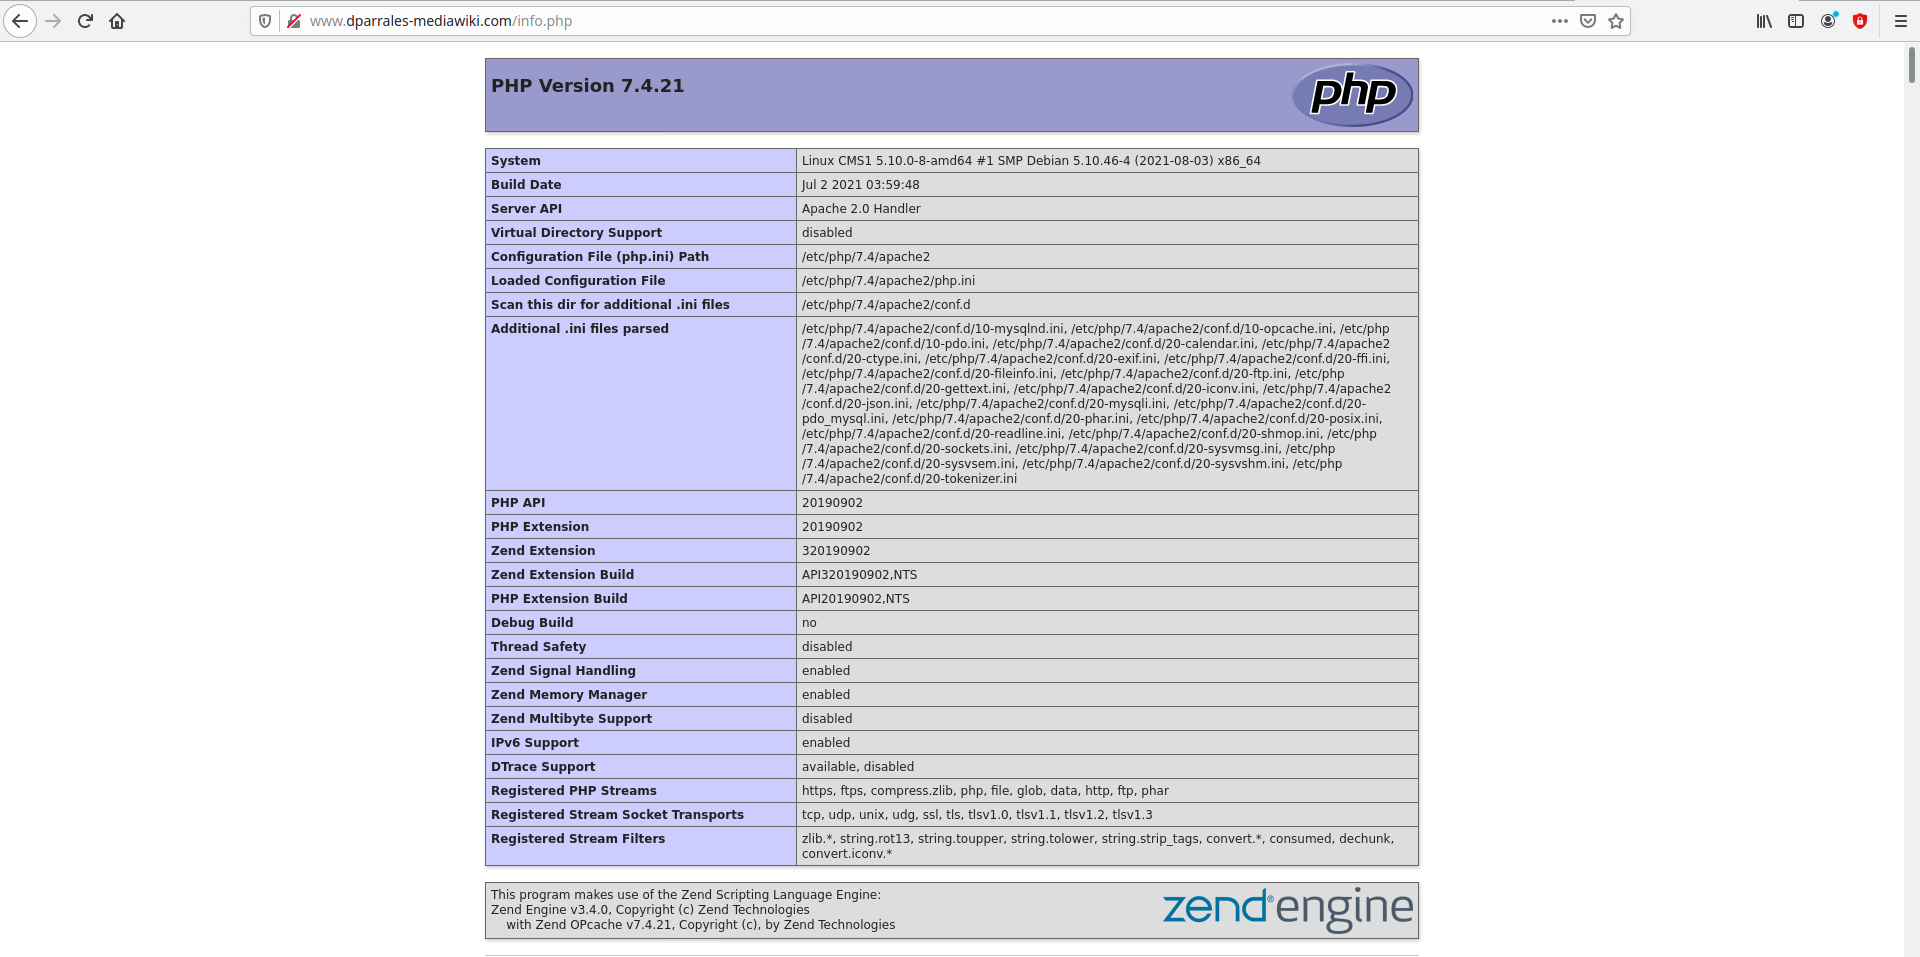 www.dparrales-mediawiki.com/info.php
PHP Version 7.4.21
php
System Linux CMS1 5.10.0-8-amd64 #1 SMP Debian 5.10.46-4 (2021-08-03) x86_64
Build Date Jul 2 2021 03:59:48
Server API Apache 2.0 Handler
Virtual Directory Support disabled
Configuration File (php.ini) Path /etc/php/7.4/apache2
Loaded Configuration File /etc/php/7.4/apache2/php.ini
Scan this dir for additional .ini files /etc/php/7.4/apache2/conf.d
Additional .ini files parsed /etc/php/7.4/apache2/conf.d/10-mysqlnd.ini, /etc/php/7.4/apache2/conf.d/10-opcache.ini, /etc/php
/7.4/apache2/conf.d/10-pdo.ini, /etc/php/7.4/apache2/conf.d/20-calendar.ini, /etc/php/7.4/apache2
/conf.d/20-ctype.ini, /etc/php/7.4/apache2/conf.d/20-exif.ini, /etc/php/7.4/apache2/conf.d/20-ffi.ini,
/etc/php/7.4/apache2/conf.d/20-fileinfo.ini, /etc/php/7.4/apache2/conf.d/20-ftp.ini, /etc/php
/7.4/apache2/conf.d/20-gettext.ini, /etc/php/7.4/apache2/conf.d/20-iconv.ini, /etc/php/7.4/apache2
/conf.d/20-json.ini, /etc/php/7.4/apache2/conf.d/20-mysqli.ini, /etc/php/7.4/apache2/conf.d/20-
pdo_mysql.ini, /etc/php/7.4/apache2/conf.d/20-phar.ini, /etc/php/7.4/apache2/conf.d/20-posix.ini,
/etc/php/7.4/apache2/conf.d/20-readline.ini, /etc/php/7.4/apache2/conf.d/20-shmop.ini, /etc/php
/7.4/apache2/conf.d/20-sockets.ini, /etc/php/7.4/apache2/conf.d/20-sysvmsg.ini, /etc/php
/7.4/apache2/conf.d/20-sysvsem.ini, /etc/php/7.4/apache2/conf.d/20-sysvshm.ini, /etc/php
/7.4/apache2/conf.d/20-tokenizer.ini
PHP API 20190902
PHP Extension 20190902
Zend Extension 320190902
Zend Extension Build API320190902,NTS
PHP Extension Build API20190902,NTS
Debug Build no
Thread Safety disabled
Zend Signal Handling enabled
Zend Memory Manager enabled
Zend Multibyte Support disabled
IPv6 Support enabled
DTrace Support available, disabled
Registered PHP Streams https, ftps, compress.zlib, php, file, glob, data, http, ftp, phar
Registered Stream Socket Transports tcp, udp, unix, udg, ssl, tls, tlsv1.0, tlsv1.1, tlsv1.2, tlsv1.3
Registered Stream Filters zlib.*, string.rot13, string.toupper, string.tolower, string.strip_tags, convert.*, consumed, dechunk,
convert.iconv.*
This program makes use of the Zend Scripting Language Engine:
Zend Engine v3.4.0, Copyright (c) Zend Technologies
with Zend OPcache v7.4.21, Copyright (c), by Zend Technologies
zend® engine